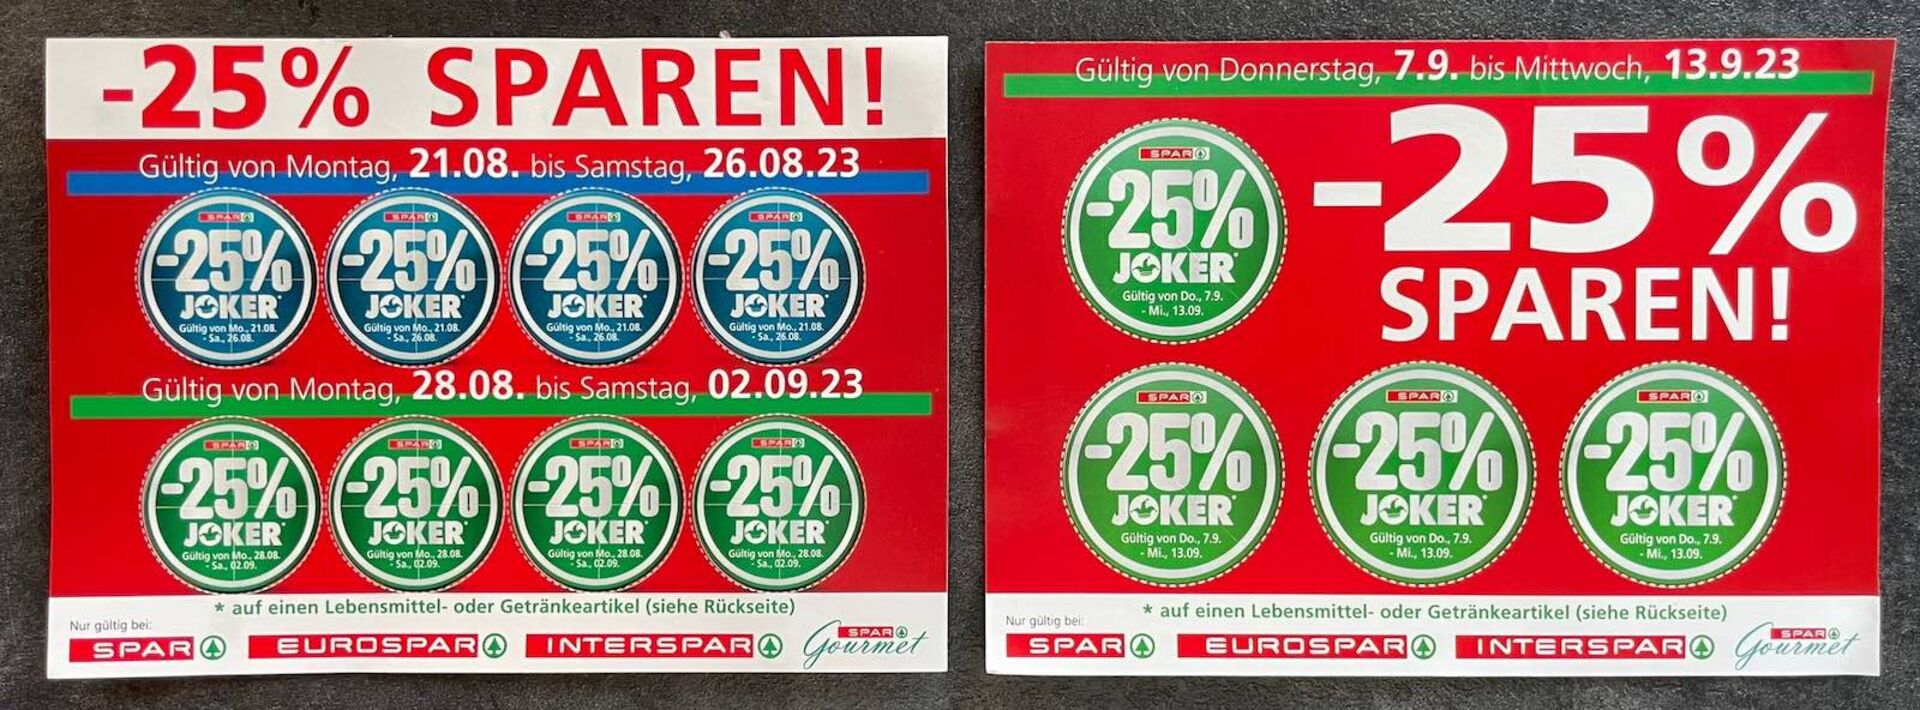 -25% SPAREN!
Gültig von Montag, 21.08. bis Samstag, 26.08.23
SPAR
-25%
JOKER*
Gültig von Mo., 21.08.
- Sa., 26.08.
SPAR
-25%
JOKER*
Gültig von Mo., 21.08.
- Sa., 26.08.
SPAR
-25%
JOKER*
Gültig von Mo., 21.08.
- Sa., 26.08.
SPAR
-25%
JOKER*
Gültig von Mo., 21.08.
- Sa., 26.08.
Gültig von Montag, 28.08. bis Samstag, 02.09.23
SPAR
-25%
JOKER*
Gültig von Mo., 28.08.
- Sa., 02.09.
SPAR
-25%
JOKER*
Gültig von Mo., 28.08.
- Sa., 02.09.
SPAR
-25%
JOKER*
Gültig von Mo., 28.08.
- Sa., 02.09.
SPAR
-25%
JOKER*
Gültig von Mo., 28.08.
- Sa., 02.09.
* auf einen Lebensmittel- oder Getränkeartikel (siehe Rückseite)
Nur gültig bei:
SPAR EUROSPAR INTERSPAR SPAR Gourmet
Gültig von Donnerstag, 7.9. bis Mittwoch, 13.9.23
SPAR
-25%
JOKER*
Gültig von Do., 7.9.
- Mi., 13.09.
-25%
SPAREN!
SPAR
-25%
JOKER*
Gültig von Do., 7.9.
- Mi., 13.09.
SPAR
-25%
JOKER*
Gültig von Do., 7.9.
- Mi., 13.09.
SPAR
-25%
JOKER*
Gültig von Do., 7.9.
- Mi., 13.09.
* auf einen Lebensmittel- oder Getränkeartikel (siehe Rückseite)
Nur gültig bei:
SPAR EUROSPAR INTERSPAR SPAR Gourmet